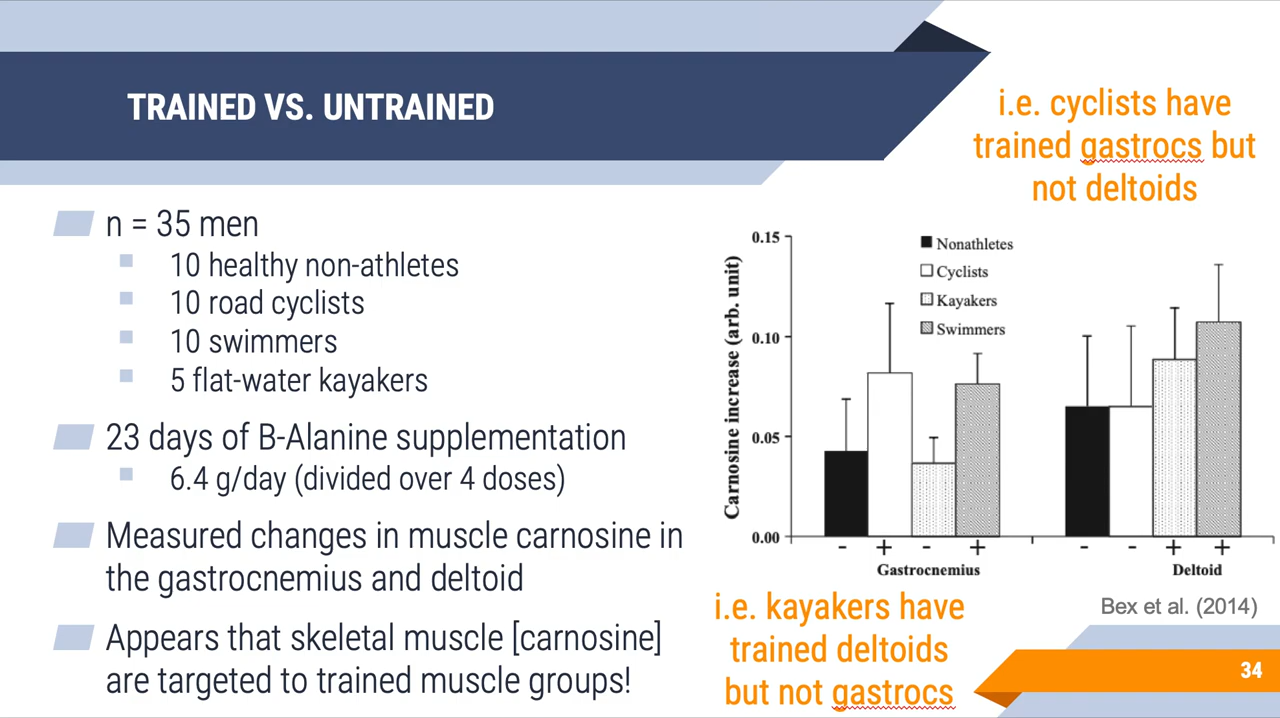 TRAINED VS. UNTRAINED
i.e. cyclists have
trained gastrocs but
not deltoids
n = 35 men
10 healthy non-athletes
10 road cyclists
10 swimmers
5 flat-water kayakers
23 days of B-Alanine supplementation
6.4 g/day (divided over 4 doses)
Measured changes in muscle carnosine in
the gastrocnemius and deltoid
Appears that skeletal muscle [carnosine]
are targeted to trained muscle groups!
Carnosine increase (arb. unit)
0.15
0.10
0.05
0.00
Nonathletes
Cyclists
Kayakers
Swimmers
- + - + - - + +
Gastrocnemius Deltoid
i.e. kayakers have
trained deltoids
but not gastrocs
Bex et al. (2014)
34